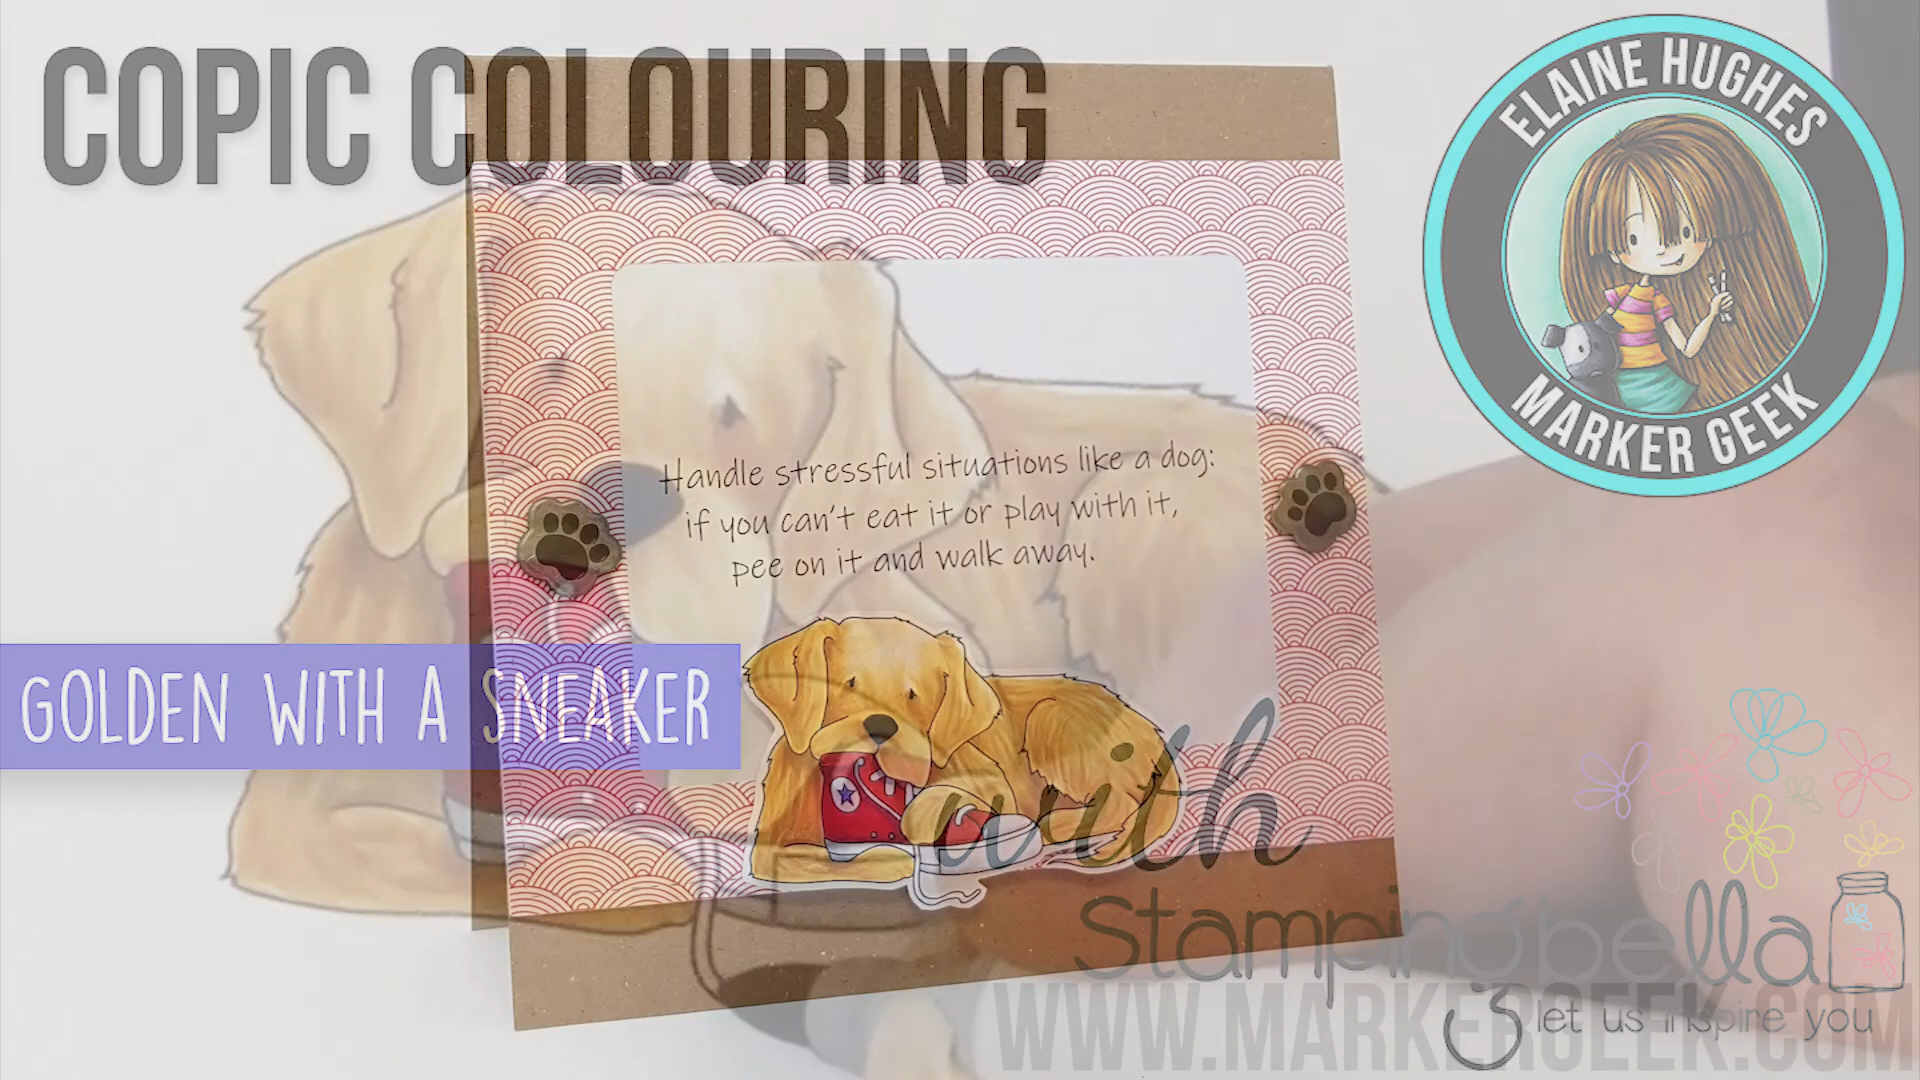 COPIC COLOURING
ELAINE HUGHES
MARKER GEEK
Handle stressful situations like a dog:
if you can't eat it or play with it,
pee on it and walk away.
GOLDEN WITH A SNEAKER
with
stampingbella
let us inspire you
WWW.MARKERGEEK.COM